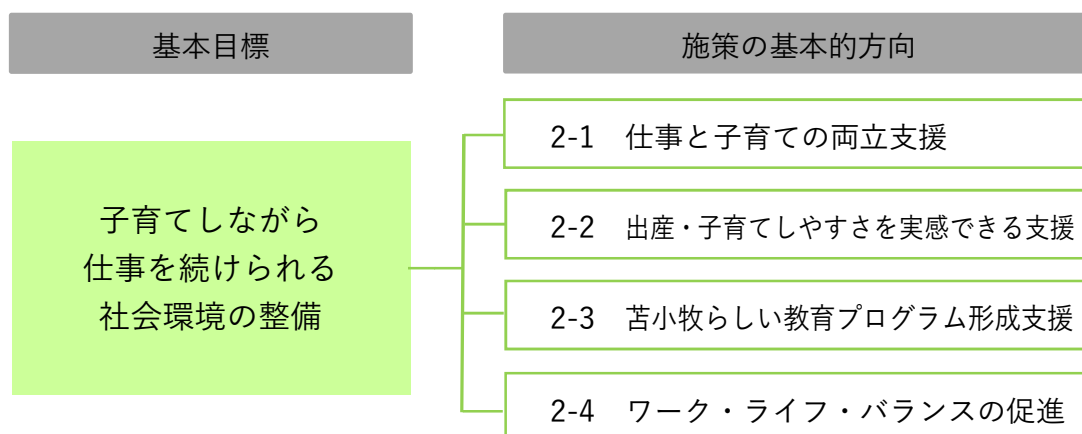 基本目標
施策の基本的方向
子育てしながら
仕事を続けられる
社会環境の整備
2-1 仕事と子育ての両立支援
2-2 出産・子育てしやすさを実感できる支援
2-3 苫小牧らしい教育プログラム形成支援
2-4 ワーク・ライフ・バランスの促進